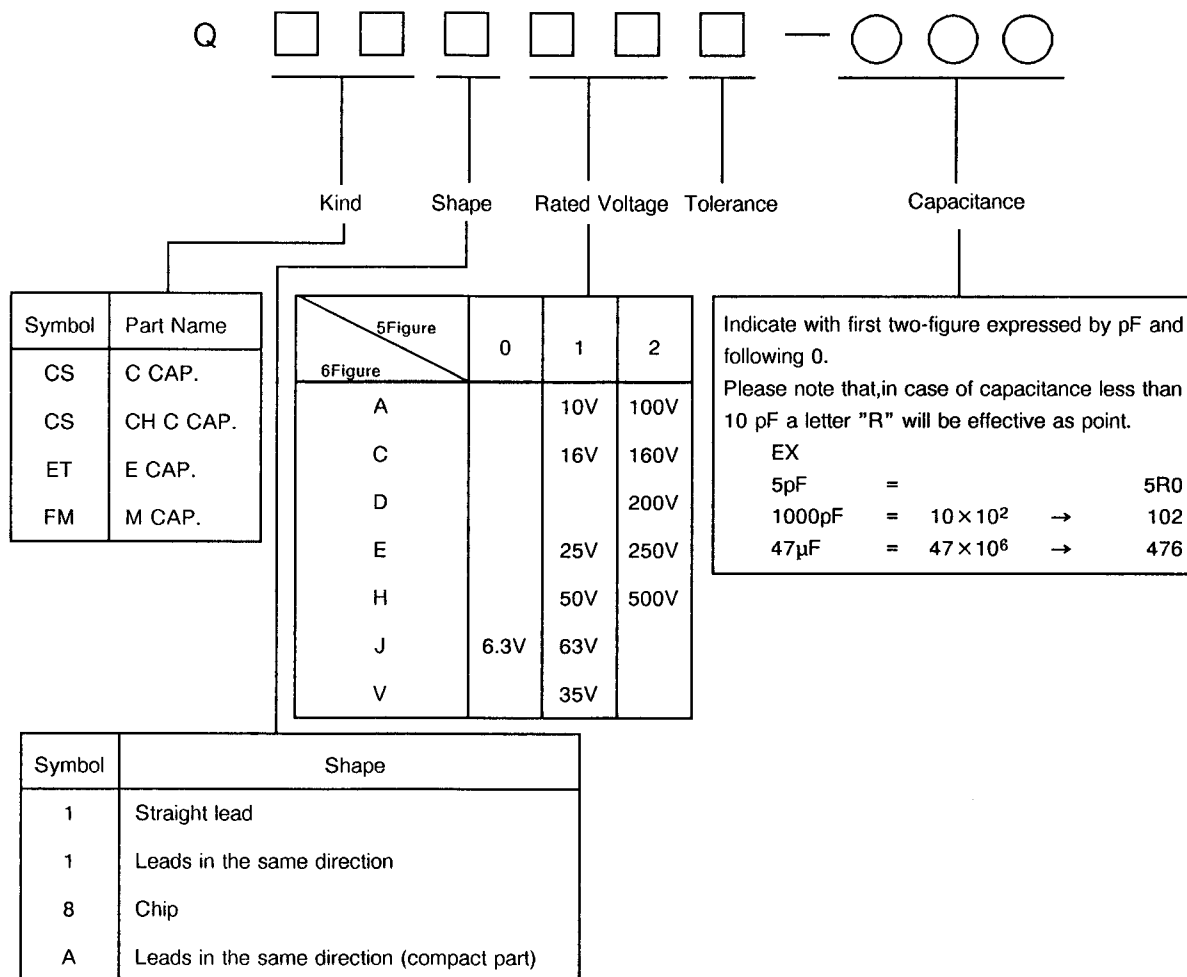 Q —
Kind Shape Rated Voltage Tolerance Capacitance
Symbol Part Name
CS C CAP.
CS CH C CAP.
ET E CAP.
FM M CAP.
5Figure
6Figure
0 1 2
A 10V 100V
C 16V 160V
D 200V
E 25V 250V
H 50V 500V
J 6.3V 63V
V 35V
Indicate with first two-figure expressed by pF and
following 0.
Please note that,in case of capacitance less than
10 pF a letter "R" will be effective as point.
EX
5pF = 5R0
1000pF = 10×10² → 102
47μF = 47×10⁶ → 476
Symbol Shape
1 Straight lead
1 Leads in the same direction
8 Chip
A Leads in the same direction (compact part)